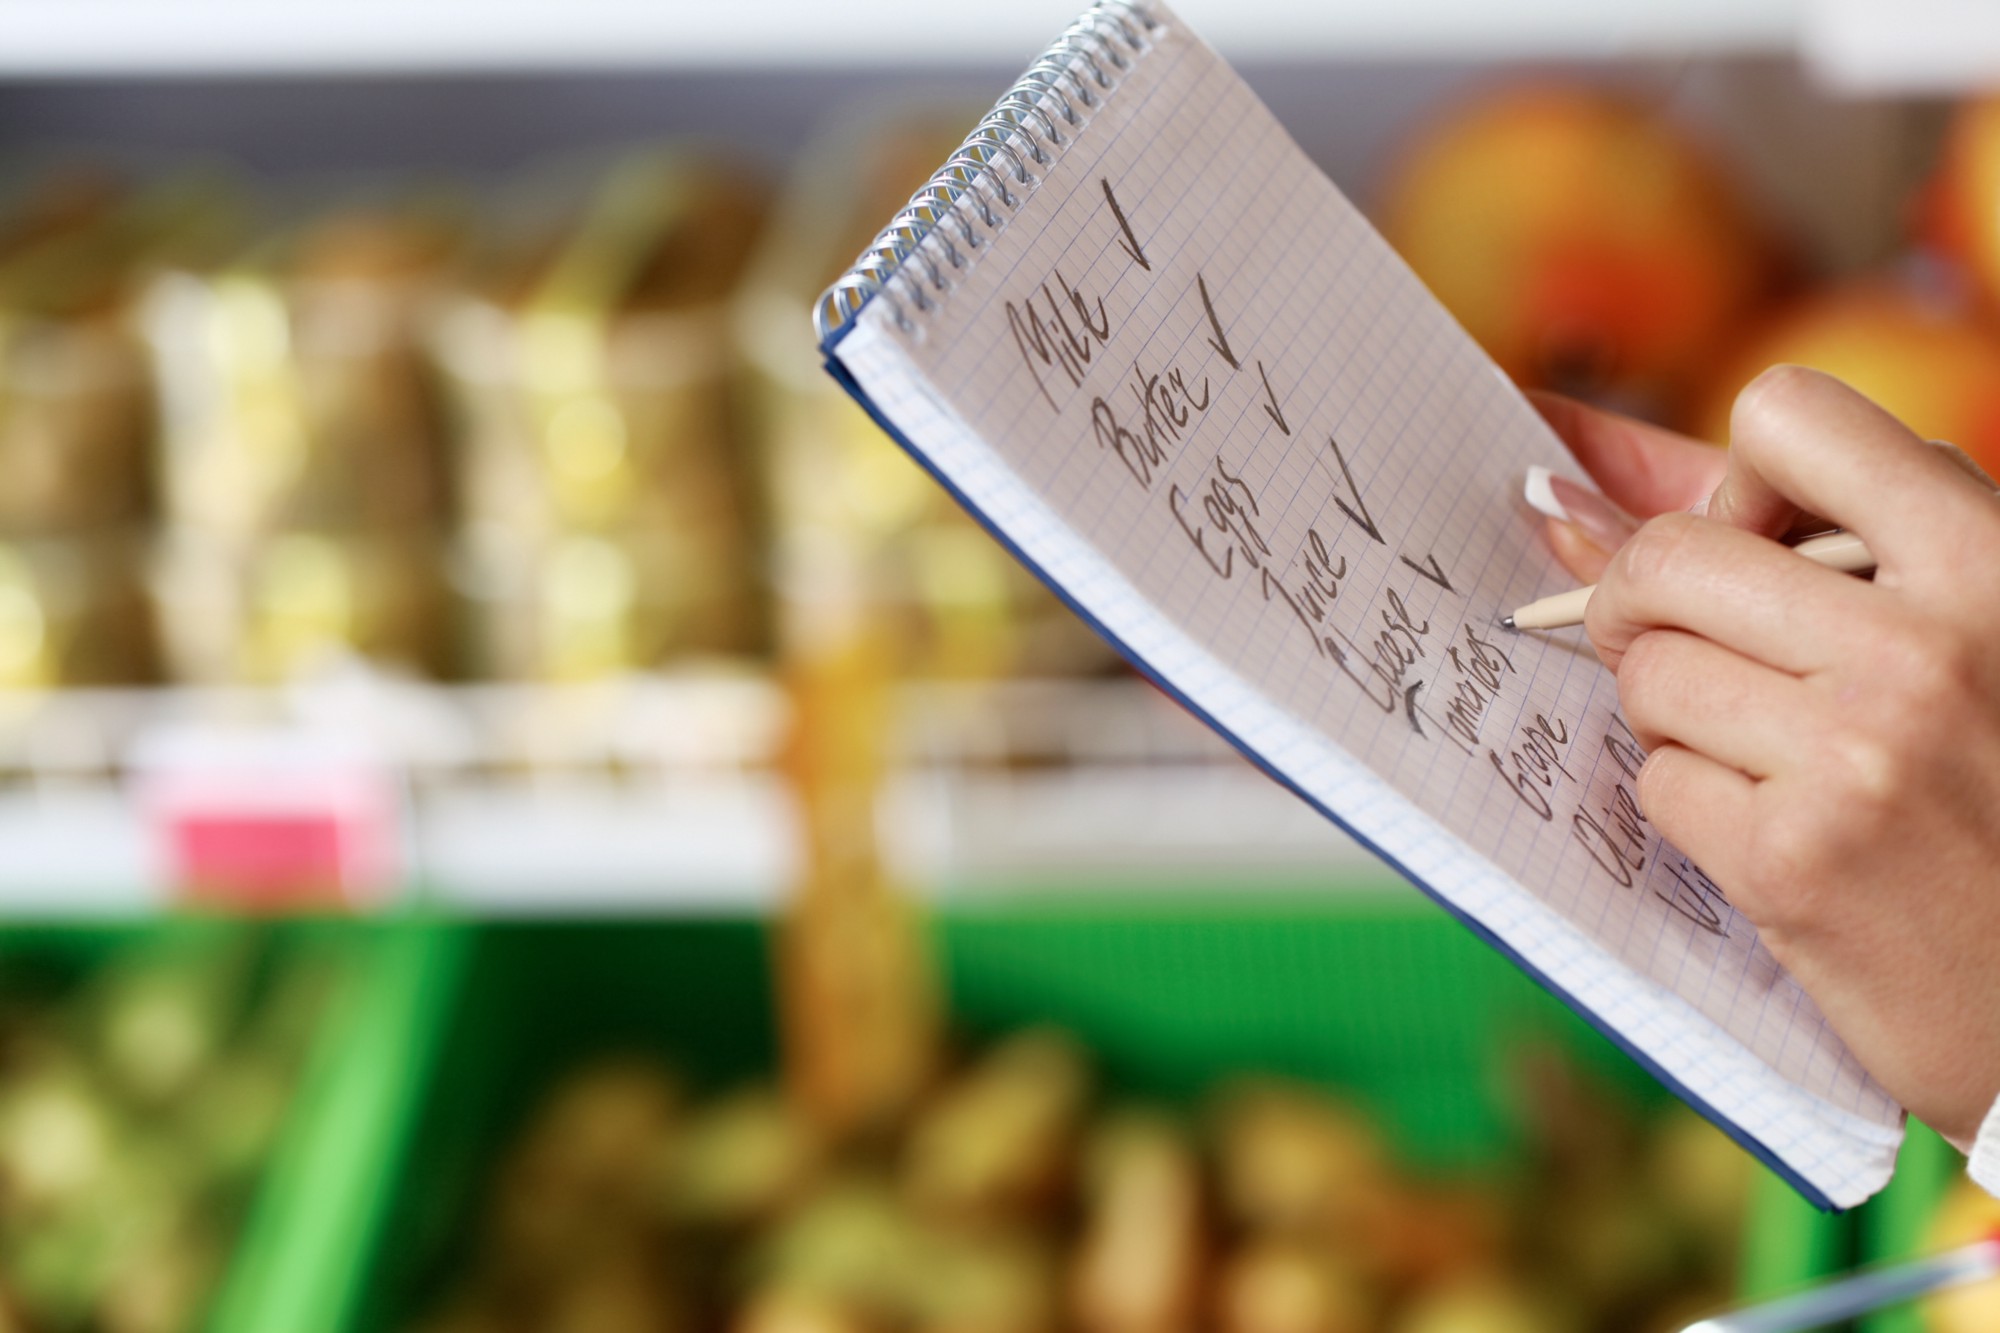 Milk ✓
Butter ✓
Eggs ✓
Juice ✓
Cheese ✓
Tomatoes
Grape
Olive